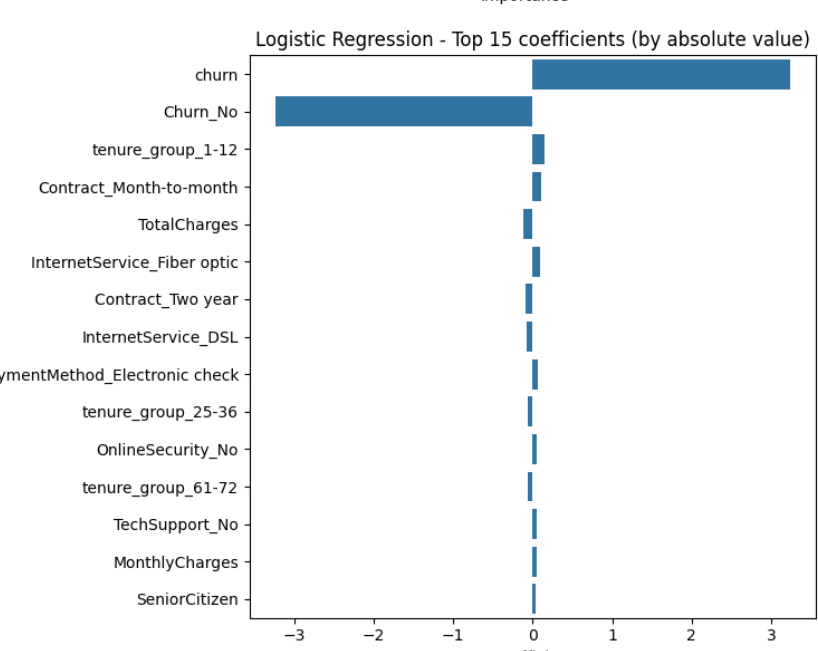 Logistic Regression - Top 15 coefficients (by absolute value)
churn
Churn_No
tenure_group_1-12
Contract_Month-to-month
TotalCharges
InternetService_Fiber optic
Contract_Two year
InternetService_DSL
ymentMethod_Electronic check
tenure_group_25-36
OnlineSecurity_No
tenure_group_61-72
TechSupport_No
MonthlyCharges
SeniorCitizen
−3 −2 −1 0 1 2 3